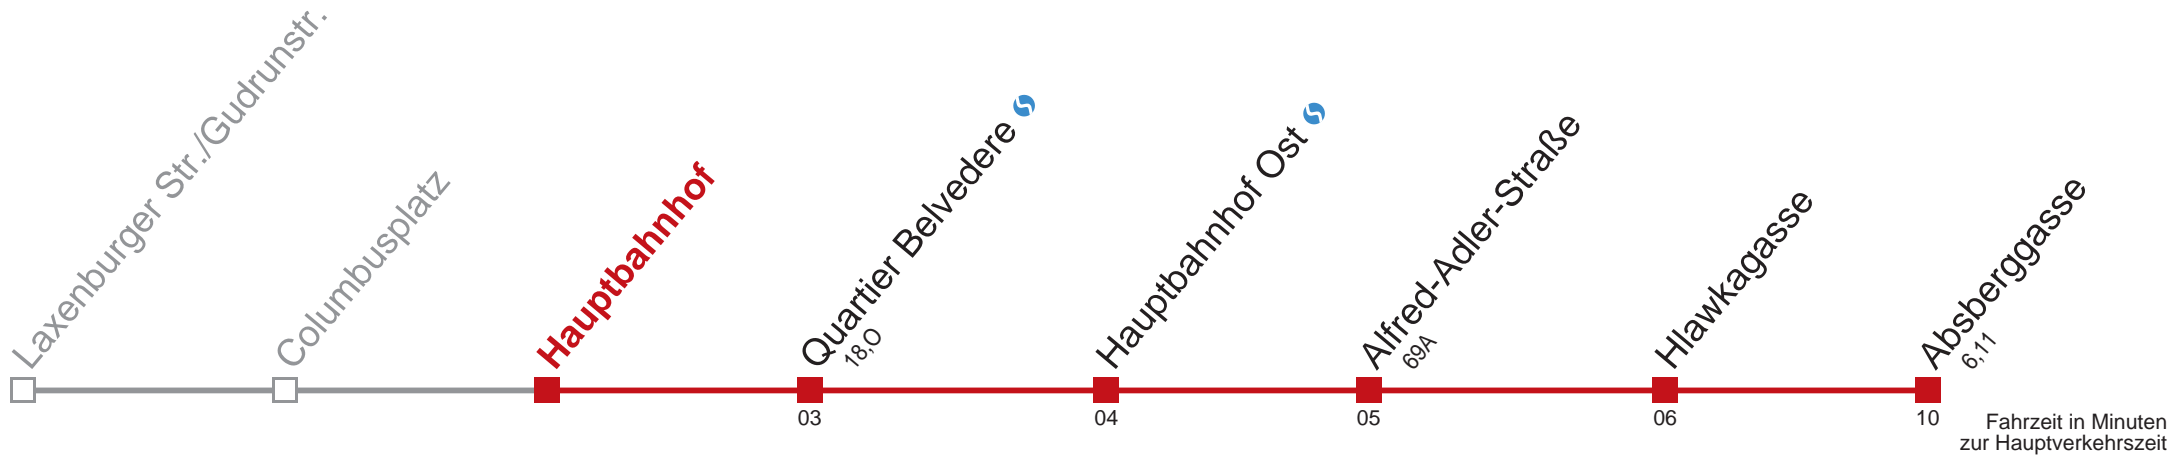 Laxenburger Str./Gudrunstr.
Columbusplatz
Hauptbahnhof
Quartier Belvedere
18,O
Hauptbahnhof Ost
Alfred-Adler-Straße
69A
Hlawkagasse
Absberggasse
6,11
03
04
05
06
10
Fahrzeit in Minuten
zur Hauptverkehrszeit